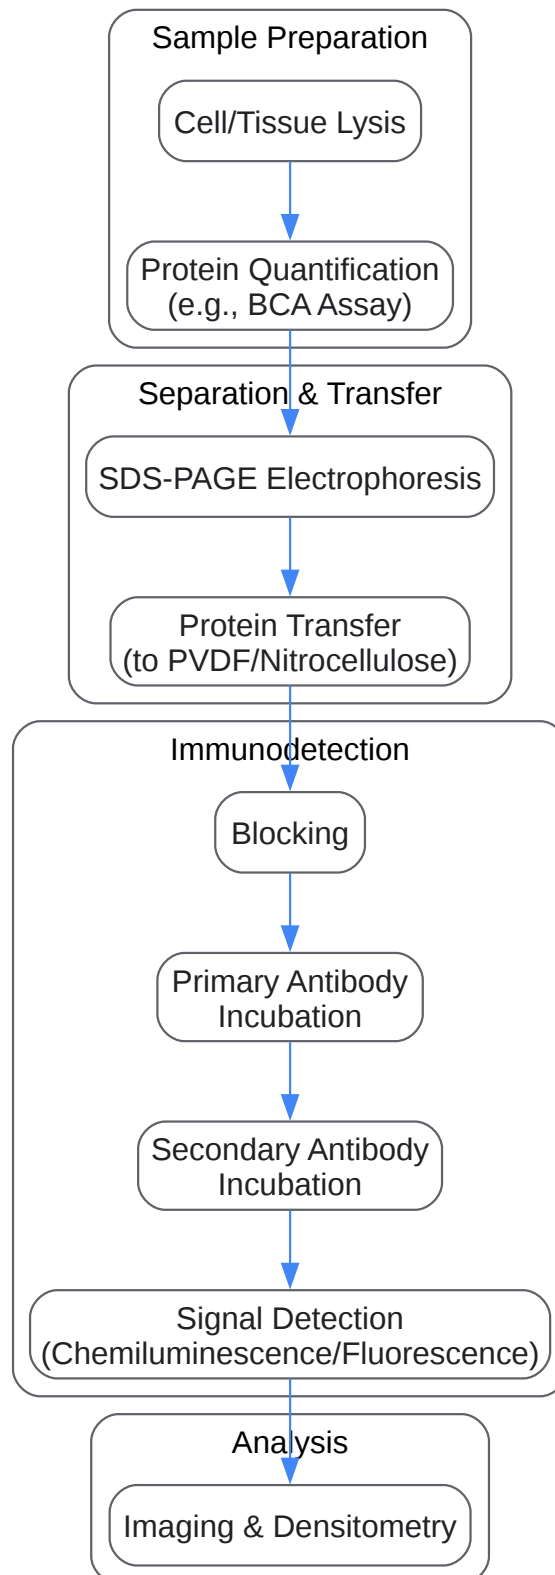 Sample Preparation
Cell/Tissue Lysis
Protein Quantification
(e.g., BCA Assay)
Separation & Transfer
SDS-PAGE Electrophoresis
Protein Transfer
(to PVDF/Nitrocellulose)
Immunodetection
Blocking
Primary Antibody
Incubation
Secondary Antibody
Incubation
Signal Detection
(Chemiluminescence/Fluorescence)
Analysis
Imaging & Densitometry